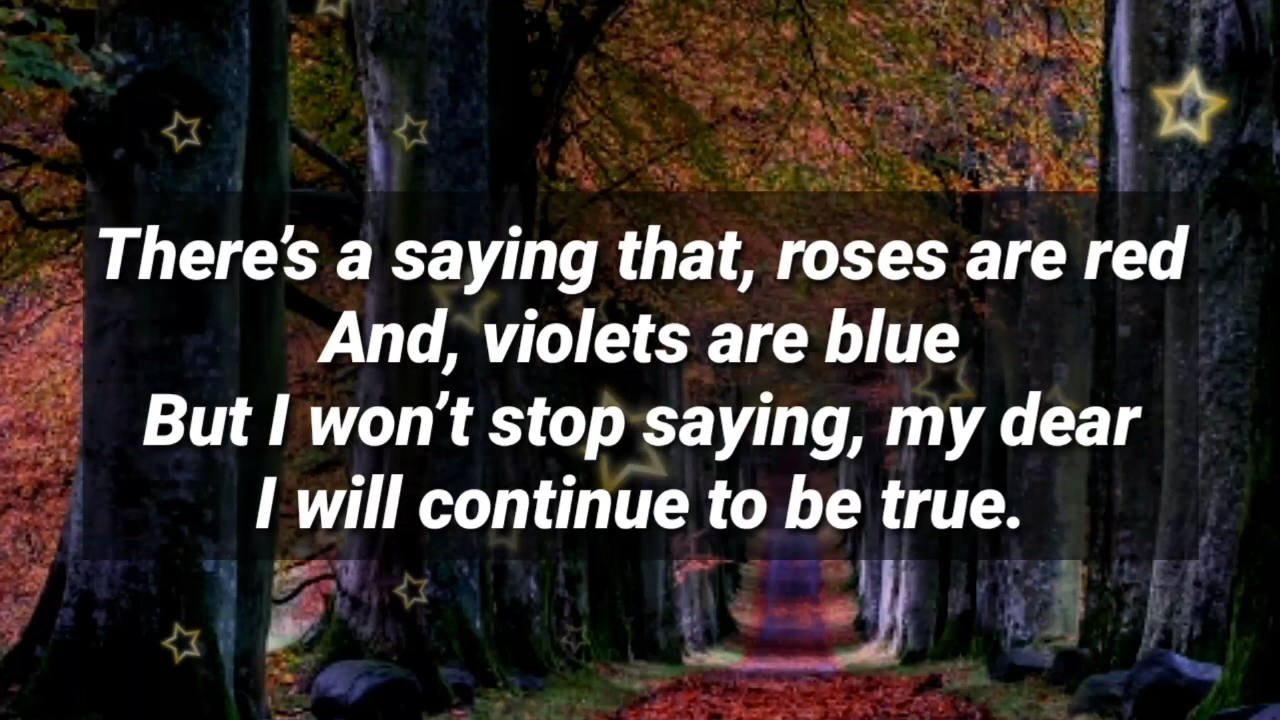 There’s a saying that, roses are red
And, violets are blue
But I won’t stop saying, my dear
I will continue to be true.